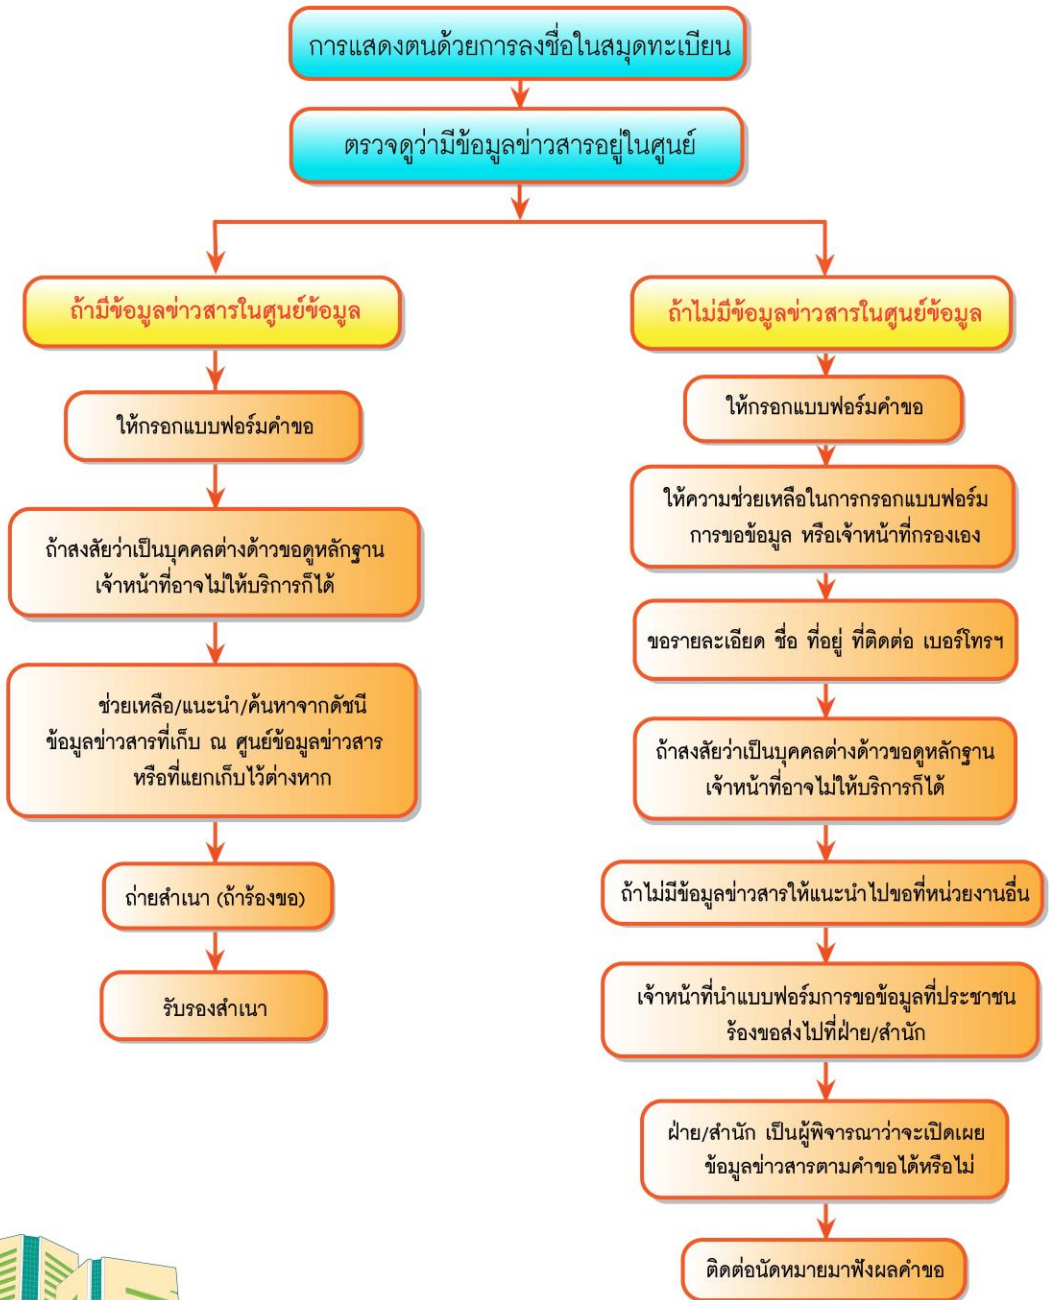 การแสดงตนด้วยการลงชื่อในสมุดทะเบียน
ตรวจดูว่ามีข้อมูลข่าวสารอยู่ในศูนย์
ถ้ามีข้อมูลข่าวสารในศูนย์ข้อมูล
ให้กรอกแบบฟอร์มคำขอ
ถ้าสงสัยว่าเป็นบุคคลต่างด้าวขอดูหลักฐาน
เจ้าหน้าที่อาจไม่ให้บริการก็ได้
ช่วยเหลือ/แนะนำ/ค้นหาจากดัชนี
ข้อมูลข่าวสารที่เก็บ ณ ศูนย์ข้อมูลข่าวสาร
หรือที่แยกเก็บไว้ต่างหาก
ถ่ายสำเนา (ถ้าร้องขอ)
รับรองสำเนา
ถ้าไม่มีข้อมูลข่าวสารในศูนย์ข้อมูล
ให้กรอกแบบฟอร์มคำขอ
ให้ความช่วยเหลือในการกรอกแบบฟอร์ม
การขอข้อมูล หรือเจ้าหน้าที่กรองเอง
ขอรายละเอียด ชื่อ ที่อยู่ ที่ติดต่อ เบอร์โทรฯ
ถ้าสงสัยว่าเป็นบุคคลต่างด้าวขอดูหลักฐาน
เจ้าหน้าที่อาจไม่ให้บริการก็ได้
ถ้าไม่มีข้อมูลข่าวสารให้แนะนำไปขอที่หน่วยงานอื่น
เจ้าหน้าที่นำแบบฟอร์มการขอข้อมูลที่ประชาชน
ร้องขอส่งไปที่ฝ่าย/สำนัก
ฝ่าย/สำนัก เป็นผู้พิจารณาว่าจะเปิดเผย
ข้อมูลข่าวสารตามคำขอได้หรือไม่
ติดต่อนัดหมายมาฟังผลคำขอ